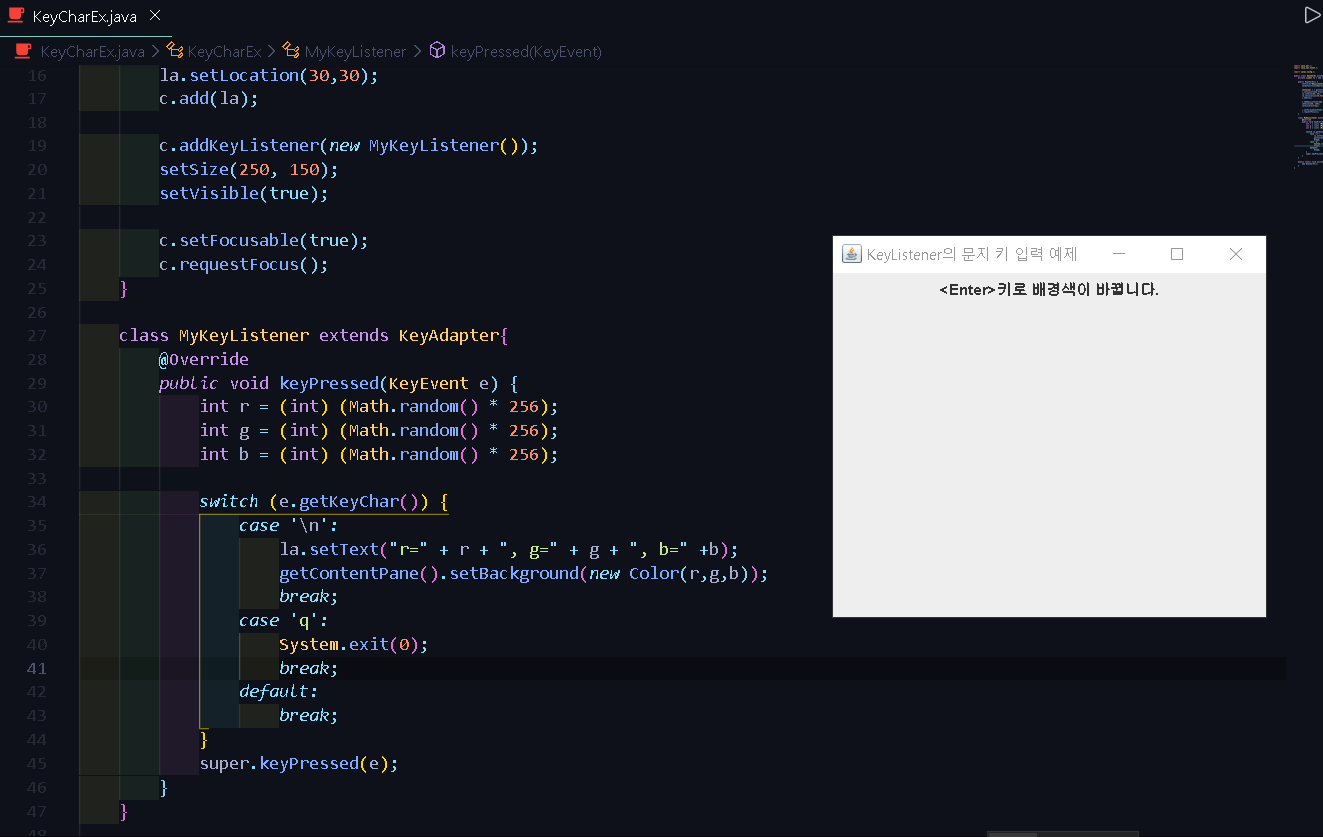 KeyCharEx.java
KeyCharEx.java > KeyCharEx > MyKeyListener > keyPressed(KeyEvent)
16 la.setLocation(30,30);
17 c.add(la);
18
19 c.addKeyListener(new MyKeyListener());
20 setSize(250, 150);
21 setVisible(true);
22
23 c.setFocusable(true);
24 c.requestFocus();
25 }
26
27 class MyKeyListener extends KeyAdapter{
28 @Override
29 public void keyPressed(KeyEvent e) {
30 int r = (int) (Math.random() * 256);
31 int g = (int) (Math.random() * 256);
32 int b = (int) (Math.random() * 256);
33
34 switch (e.getKeyChar()) {
35 case '\n':
36 la.setText("r=" + r + ", g=" + g + ", b=" +b);
37 getContentPane().setBackground(new Color(r,g,b));
38 break;
39 case 'q':
40 System.exit(0);
41 break;
42 default:
43 break;
44 }
45 super.keyPressed(e);
46 }
47 }
48
KeyListener의 문지 키 입력 예제
<Enter>키로 배경색이 바뀝니다.